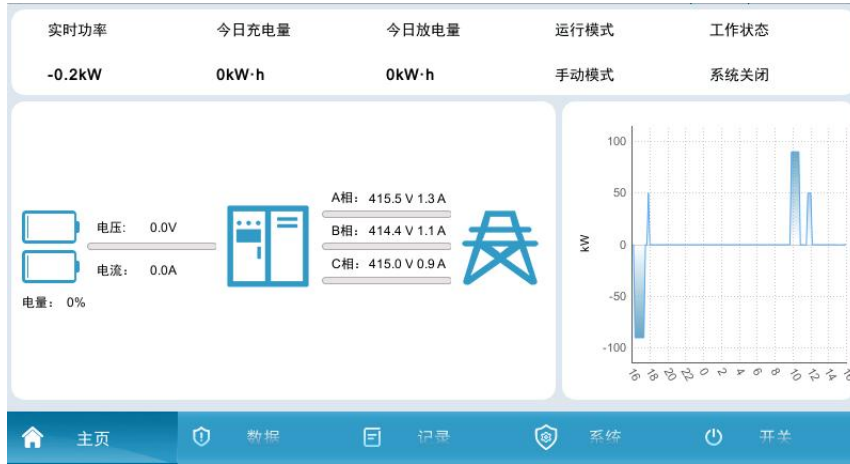 实时功率 今日充电量 今日放电量 运行模式 工作状态
-0.2kW 0kW·h 0kW·h 手动模式 系统关闭
电压: 0.0V
电流: 0.0A
电量: 0%
A相: 415.5 V 1.3 A
B相: 414.4 V 1.1 A
C相: 415.0 V 0.9 A
kW
100
50
0
-50
-100
16 18 20 22 0 2 4 6 8 10 12 14
主页 数据 记录 系统 开关